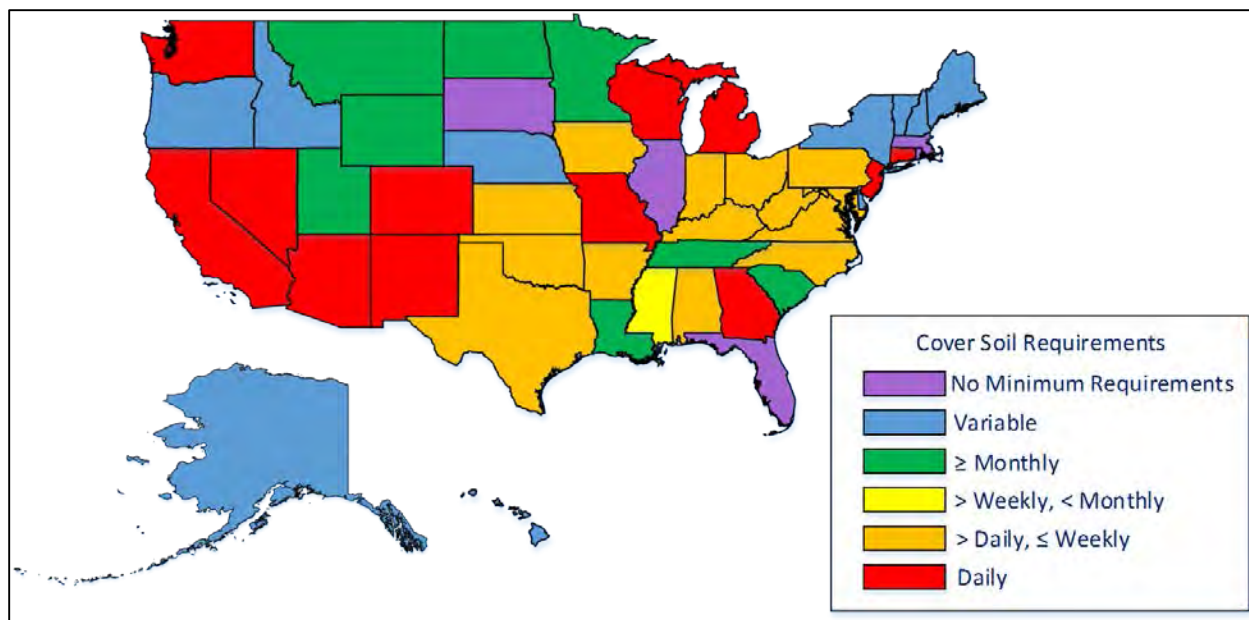 Cover Soil Requirements
No Minimum Requirements
Variable
≥ Monthly
> Weekly, < Monthly
> Daily, ≤ Weekly
Daily